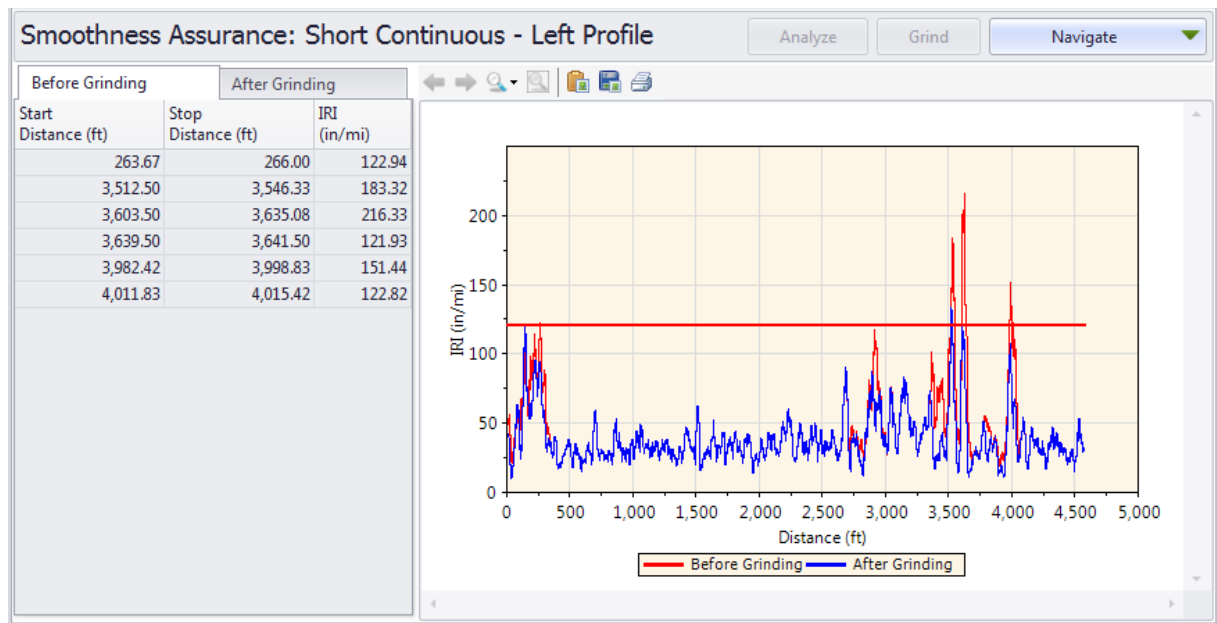 Smoothness Assurance: Short Continuous - Left Profile
Analyze
Grind
Navigate
Before Grinding
After Grinding
Start
Distance (ft)
Stop
Distance (ft)
IRI
(in/mi)
263.67 266.00 122.94
3,512.50 3,546.33 183.32
3,603.50 3,635.08 216.33
3,639.50 3,641.50 121.93
3,982.42 3,998.83 151.44
4,011.83 4,015.42 122.82
IRI (in/mi)
200
150
100
50
0
0 500 1,000 1,500 2,000 2,500 3,000 3,500 4,000 4,500 5,000
Distance (ft)
Before Grinding After Grinding